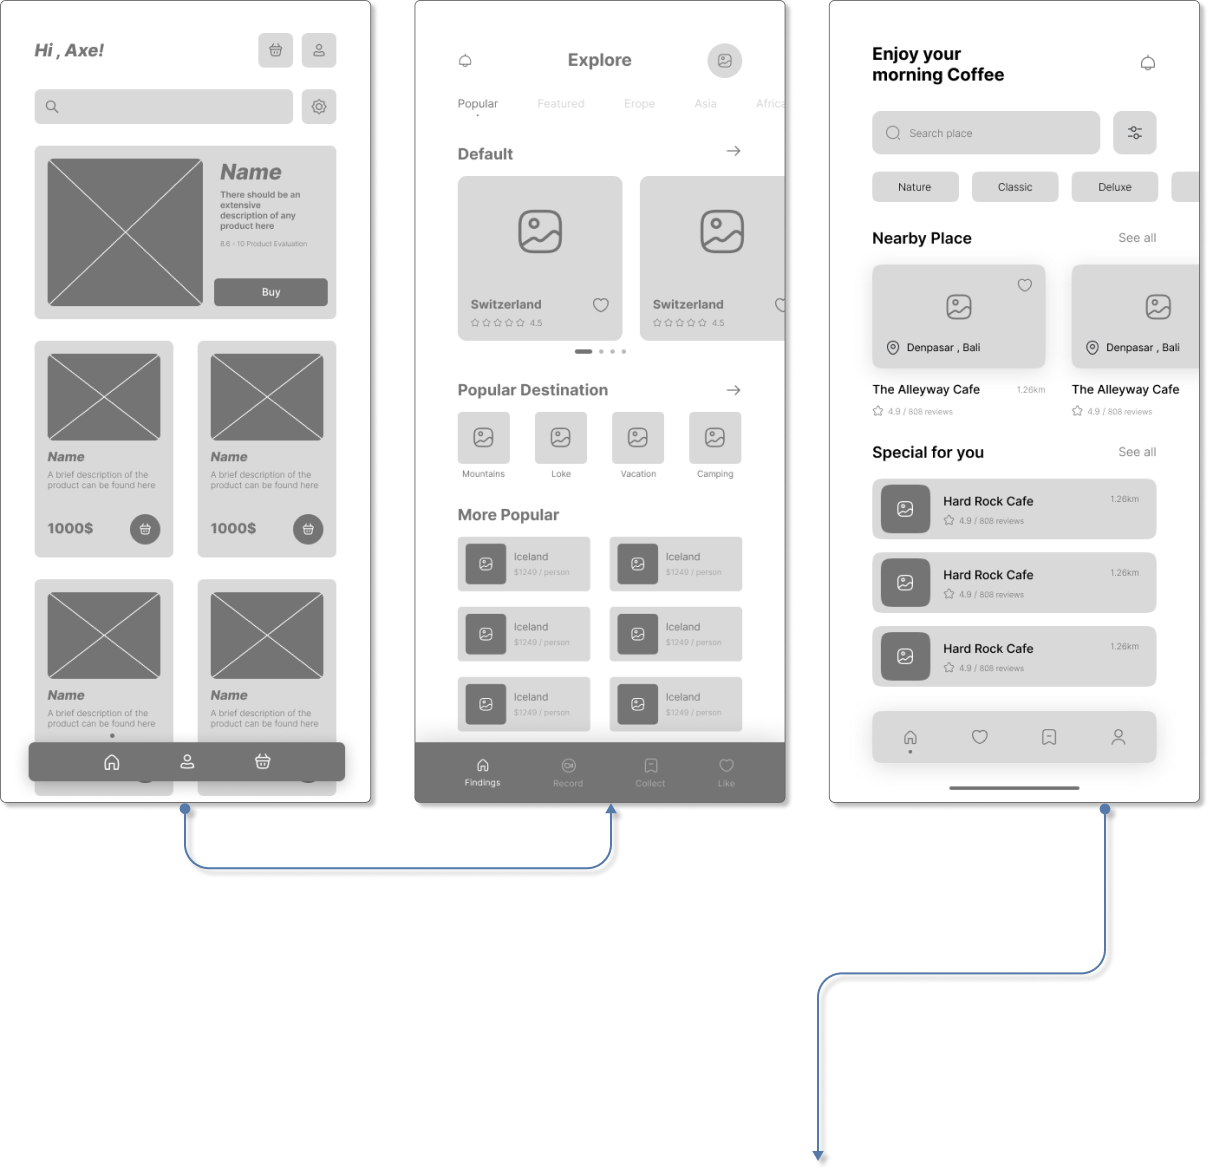 Hi , Axe!
Name
There should be an
extensive
description of any
product here
8.6 - 10 Product Evaluation
Buy
Name
A brief description of the
product can be found here
1000$
Name
A brief description of the
product can be found here
1000$
Name
A brief description of the
product can be found here
Name
A brief description of the
product can be found here
Explore
Popular Featured Erope Asia Africa
Default
Switzerland
4.5
Switzerland
4.5
Popular Destination
Mountains Loke Vacation Camping
More Popular
Iceland
$1249 / person
Iceland
$1249 / person
Iceland
$1249 / person
Iceland
$1249 / person
Iceland
$1249 / person
Iceland
$1249 / person
Findings Record Collect Like
Enjoy your
morning Coffee
Search place
Nature Classic Deluxe
Nearby Place See all
Denpasar , Bali
The Alleyway Cafe 1.26km
4.9 / 808 reviews
Denpasar , Bali
The Alleyway Cafe
4.9 / 808 reviews
Special for you See all
Hard Rock Cafe 1.26km
4.9 / 808 reviews
Hard Rock Cafe 1.26km
4.9 / 808 reviews
Hard Rock Cafe 1.26km
4.9 / 808 reviews